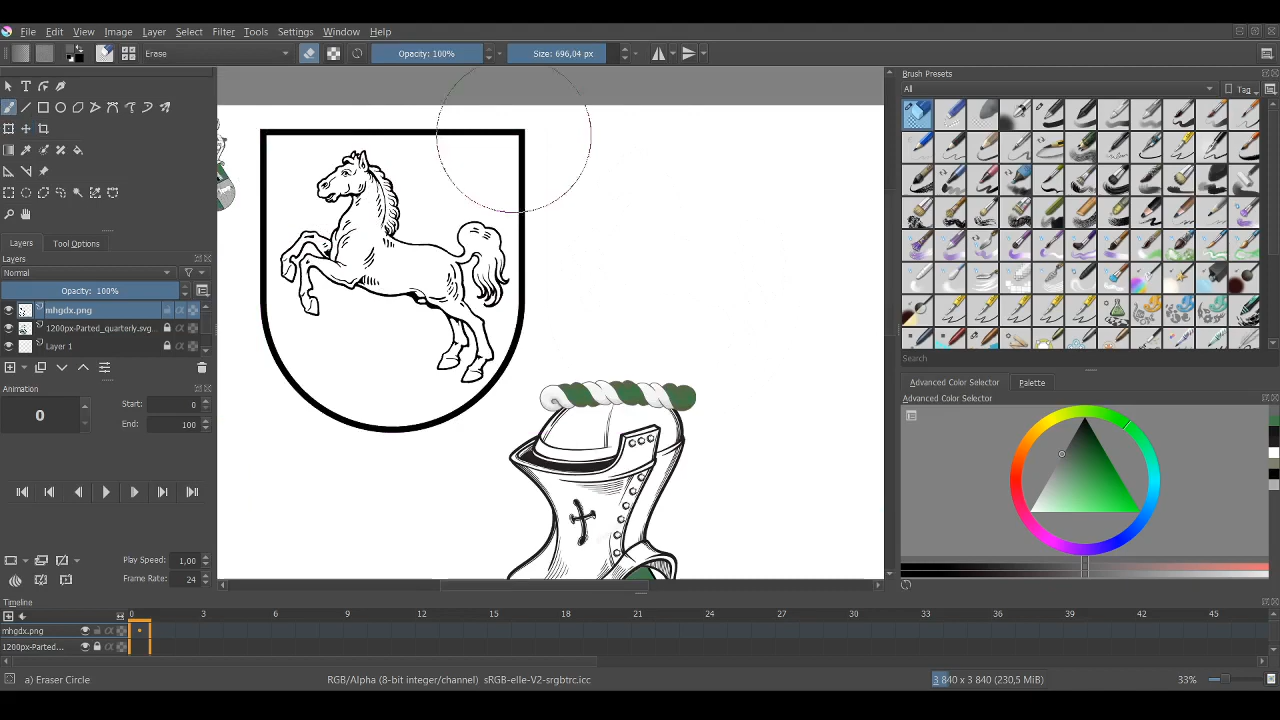 File Edit View Image Layer Select Filter Tools Settings Window Help
Erase Opacity: 100% Size: 696,04 px
Brush Presets
All Tag
Layers Tool Options
Layers
Normal
Opacity: 100%
mhgdx.png
1200px-Parted_quarterly.svg...
Layer 1
Search
Advanced Color Selector Palette
Advanced Color Selector
Animation
0 Start: 0
End: 100
Play Speed: 1,00
Frame Rate: 24
Timeline
0 3 6 9 12 15 18 21 24 27 30 33 36 39 42 45
mhgdx.png
1200px-Parted...
a) Eraser Circle RGB/Alpha (8-bit integer/channel) sRGB-elle-V2-srgbtrc.icc 3 840 x 3 840 (230,5 MiB) 33%